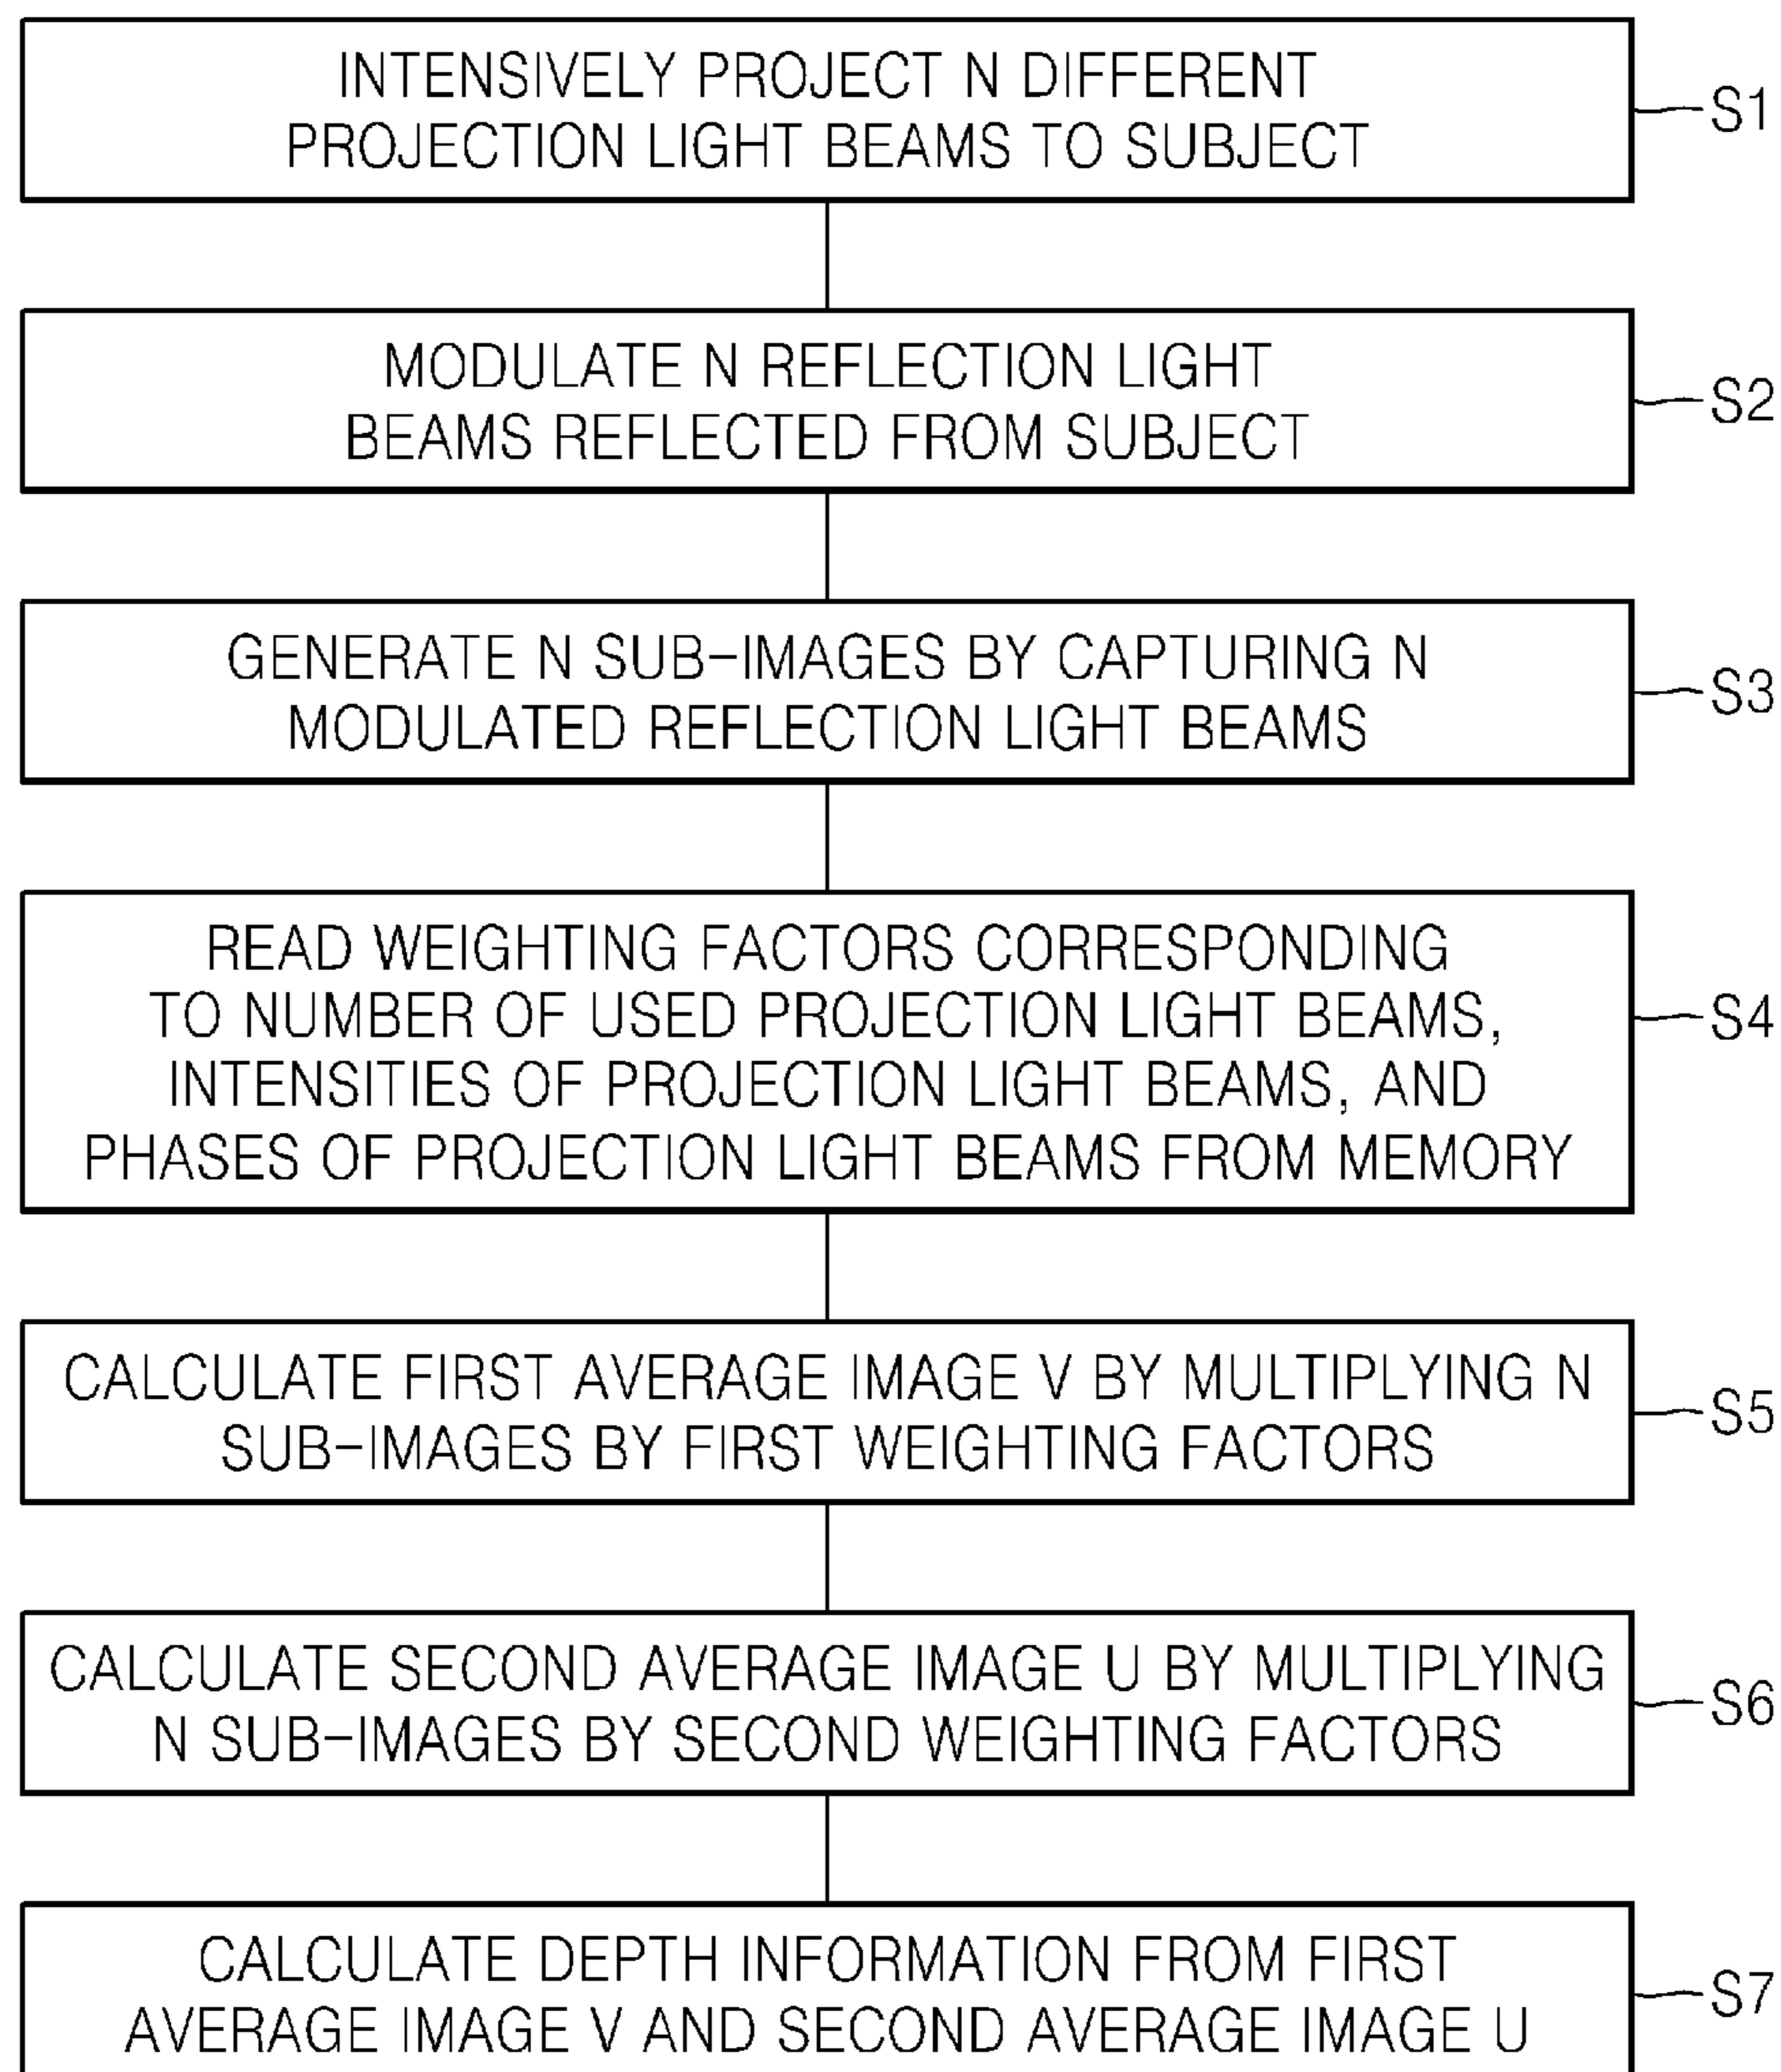 INTENSIVELY PROJECT N DIFFERENT
PROJECTION LIGHT BEAMS TO SUBJECT
S1
MODULATE N REFLECTION LIGHT
BEAMS REFLECTED FROM SUBJECT
S2
GENERATE N SUB-IMAGES BY CAPTURING N
MODULATED REFLECTION LIGHT BEAMS
S3
READ WEIGHTING FACTORS CORRESPONDING
TO NUMBER OF USED PROJECTION LIGHT BEAMS,
INTENSITIES OF PROJECTION LIGHT BEAMS, AND
PHASES OF PROJECTION LIGHT BEAMS FROM MEMORY
S4
CALCULATE FIRST AVERAGE IMAGE V BY MULTIPLYING N
SUB-IMAGES BY FIRST WEIGHTING FACTORS
S5
CALCULATE SECOND AVERAGE IMAGE U BY MULTIPLYING
N SUB-IMAGES BY SECOND WEIGHTING FACTORS
S6
CALCULATE DEPTH INFORMATION FROM FIRST
AVERAGE IMAGE V AND SECOND AVERAGE IMAGE U
S7